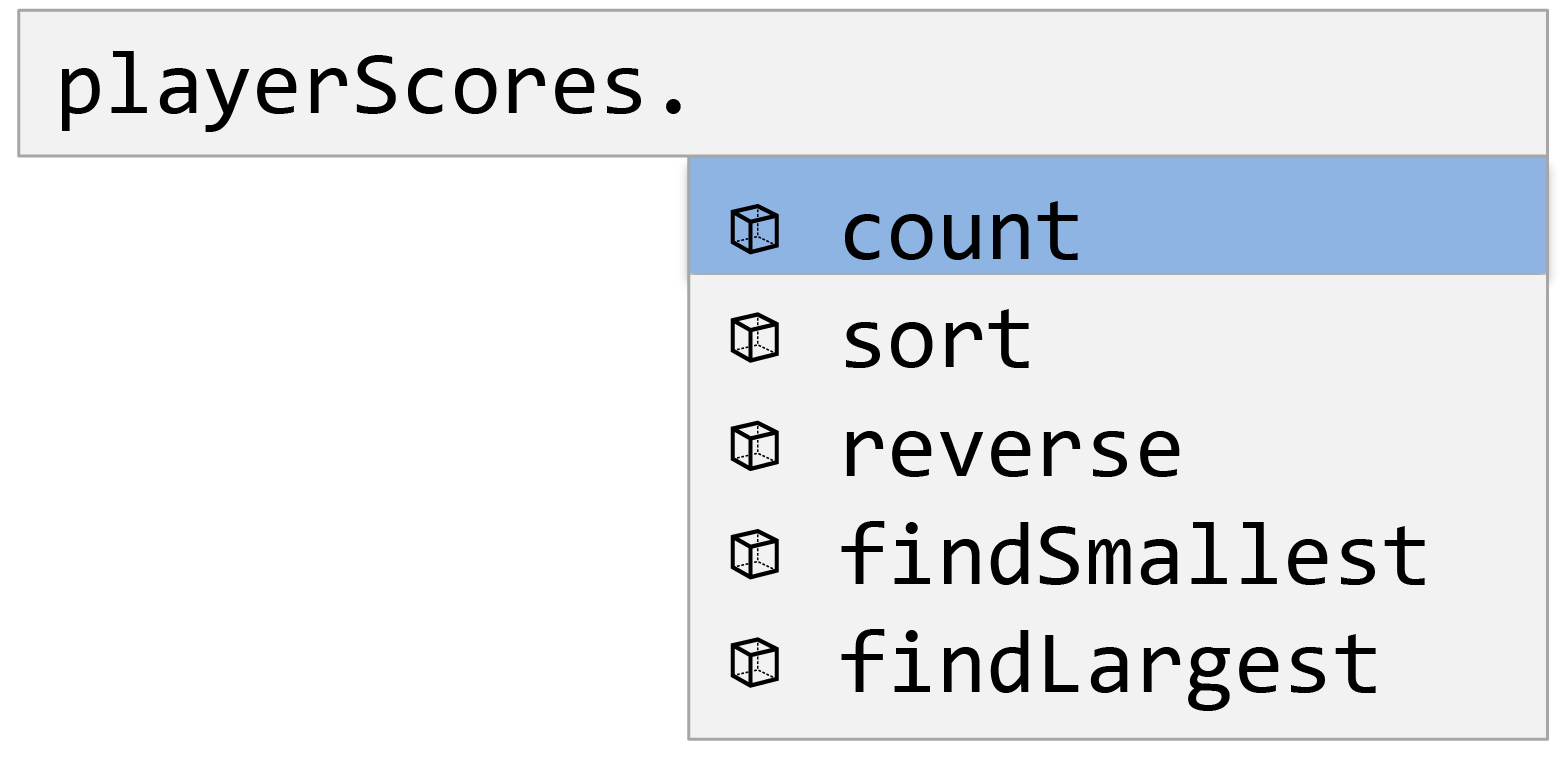 playerScores.
count
sort
reverse
findSmallest
findLargest